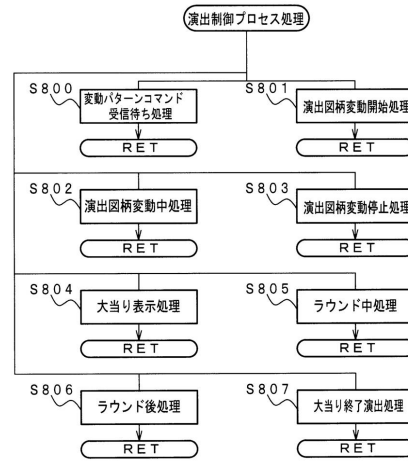 演出制御プロセス処理
S800
変動パターンコマンド
受信待ち処理
RET
S801
演出図柄変動開始処理
RET
S802
演出図柄変動中処理
RET
S803
演出図柄変動停止処理
RET
S804
大当り表示処理
RET
S805
ラウンド中処理
RET
S806
ラウンド後処理
RET
S807
大当り終了演出処理
RET